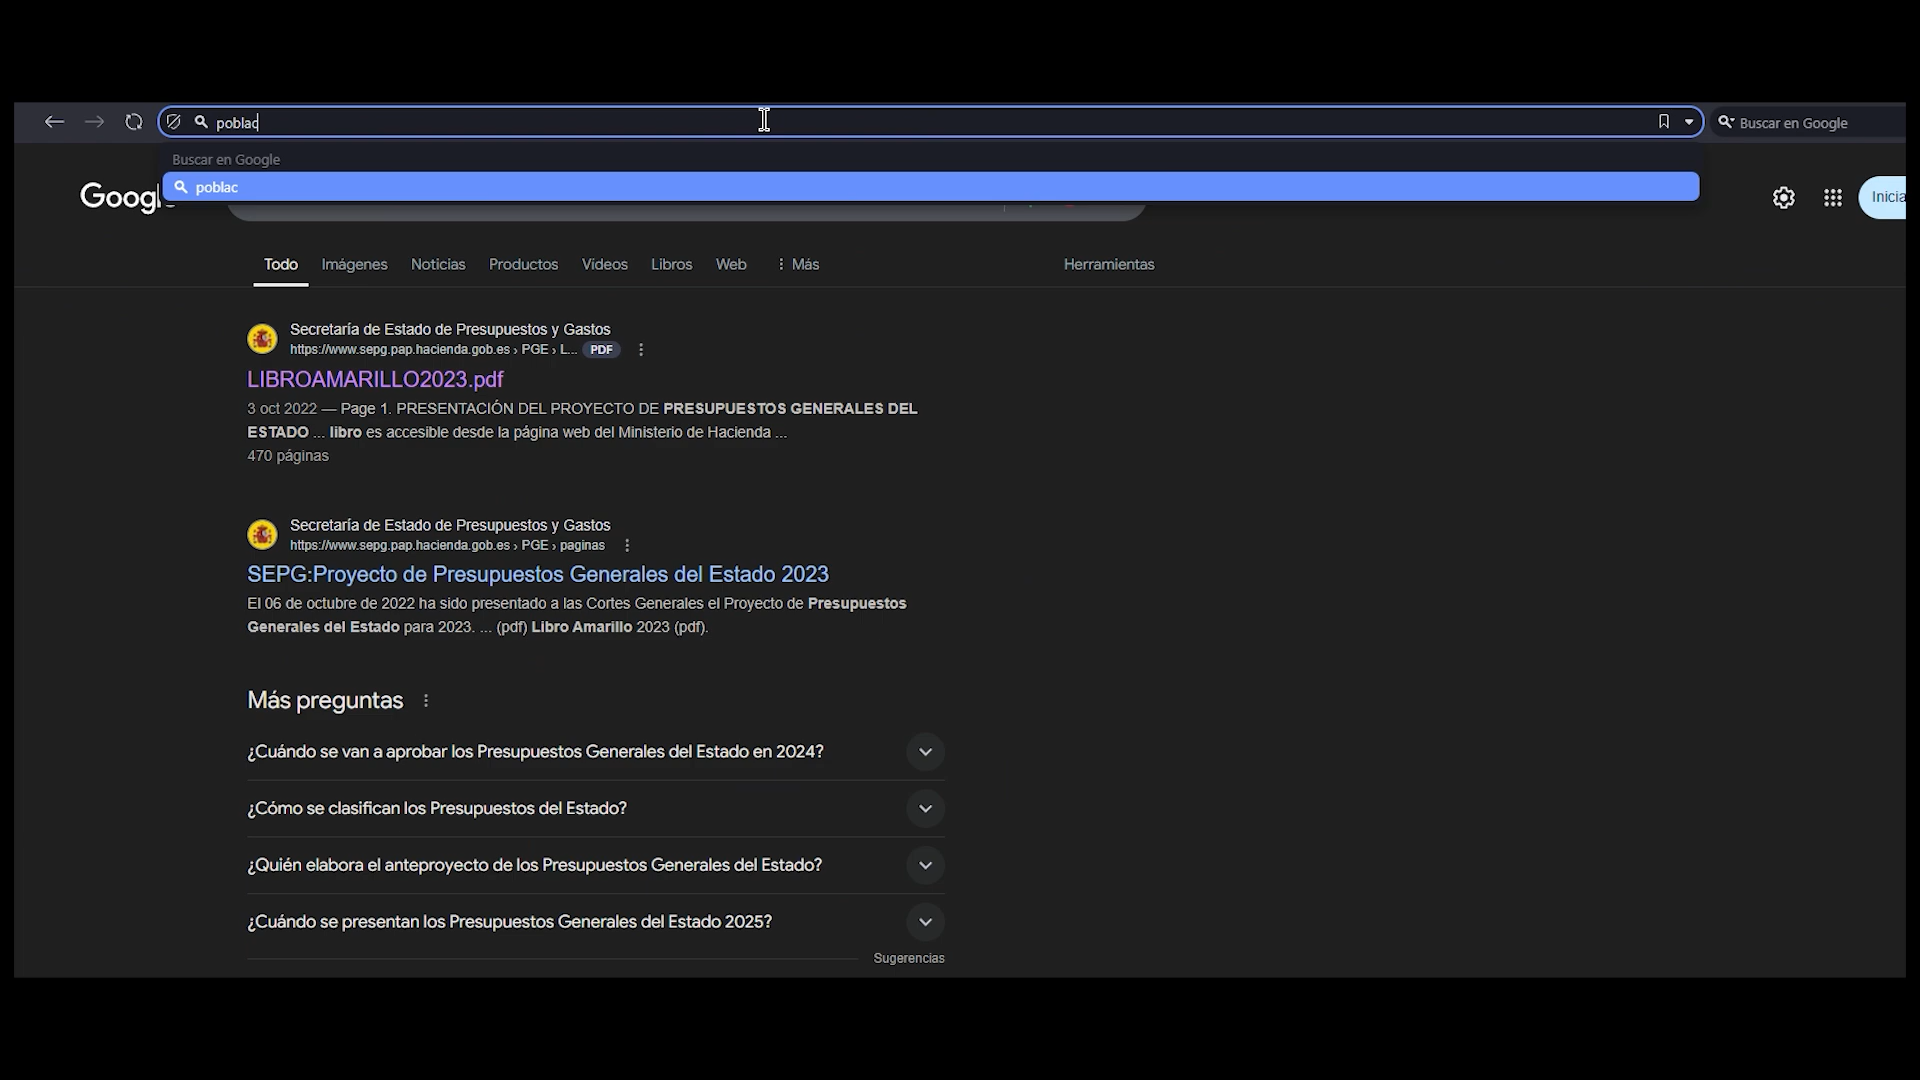 poblac
Buscar en Google
Buscar en Google
poblac
Goog
Inicia
Todo Imágenes Noticias Productos Vídeos Libros Web Más Herramientas
Secretaría de Estado de Presupuestos y Gastos
https://www.sepg.pap.hacienda.gob.es › PGE › L... PDF
LIBROAMARILLO2023.pdf
3 oct 2022 — Page 1. PRESENTACIÓN DEL PROYECTO DE PRESUPUESTOS GENERALES DEL
ESTADO ... libro es accesible desde la página web del Ministerio de Hacienda ...
470 páginas
Secretaría de Estado de Presupuestos y Gastos
https://www.sepg.pap.hacienda.gob.es › PGE › paginas
SEPG:Proyecto de Presupuestos Generales del Estado 2023
El 06 de octubre de 2022 ha sido presentado a las Cortes Generales el Proyecto de Presupuestos
Generales del Estado para 2023. ... (pdf) Libro Amarillo 2023 (pdf).
Más preguntas
¿Cuándo se van a aprobar los Presupuestos Generales del Estado en 2024?
¿Cómo se clasifican los Presupuestos del Estado?
¿Quién elabora el anteproyecto de los Presupuestos Generales del Estado?
¿Cuándo se presentan los Presupuestos Generales del Estado 2025?
Sugerencias